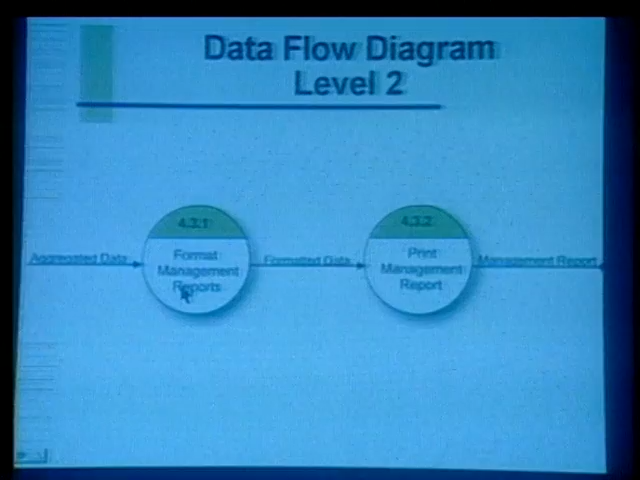 Data Flow Diagram
Level 2
4.3.1
4.3.2
Aggregated Data
Format
Management
Reports
Formatted Data
Print
Management
Report
Management Report